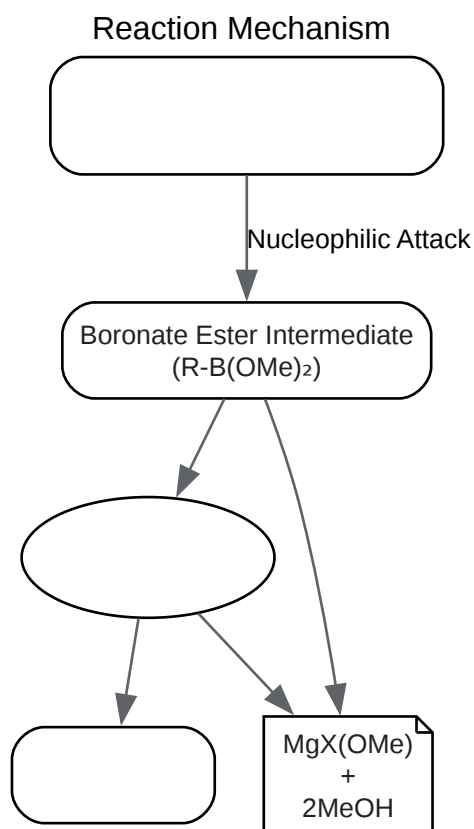 Reaction Mechanism
Nucleophilic Attack
Boronate Ester Intermediate
(R-B(OMe)₂)
MgX(OMe)
+
2MeOH